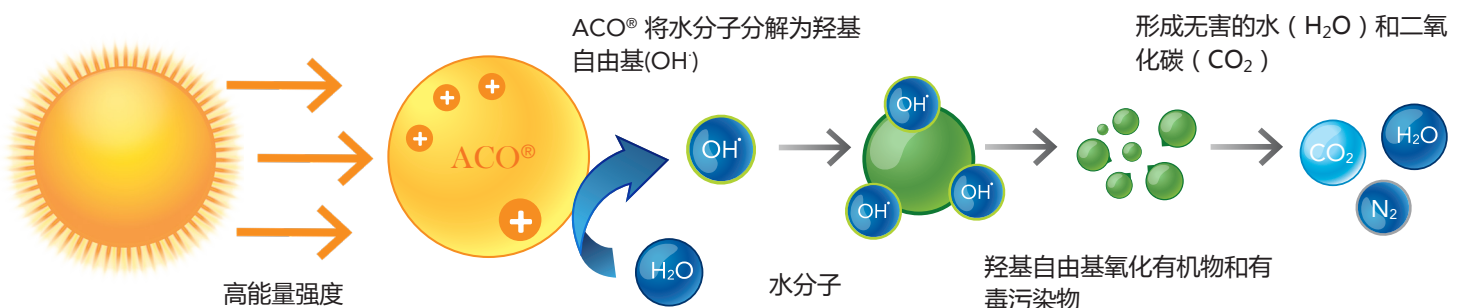 ACO® 将水分子分解为羟基
自由基(OH·)
形成无害的水（H₂O）和二氧
化碳（CO₂）
ACO®
OH·
OH·
OH·
OH·
CO₂
H₂O
N₂
H₂O
高能量强度
水分子
羟基自由基氧化有机物和有
毒污染物